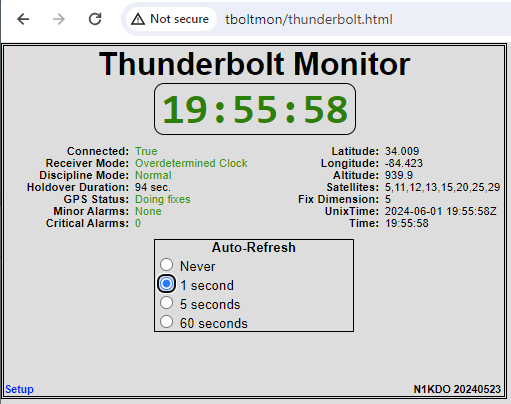 Not secure tboltmon/thunderbolt.html
Thunderbolt Monitor
19:55:58
Connected: True
Receiver Mode: Overdetermined Clock
Discipline Mode: Normal
Holdover Duration: 94 sec.
GPS Status: Doing fixes
Minor Alarms: None
Critical Alarms: 0
Latitude: 34.009
Longitude: -84.423
Altitude: 939.9
Satellites: 5,11,12,13,15,20,25,29
Fix Dimension: 5
UnixTime: 2024-06-01 19:55:58Z
Time: 19:55:58
Auto-Refresh
Never
1 second
5 seconds
60 seconds
Setup
N1KDO 20240523